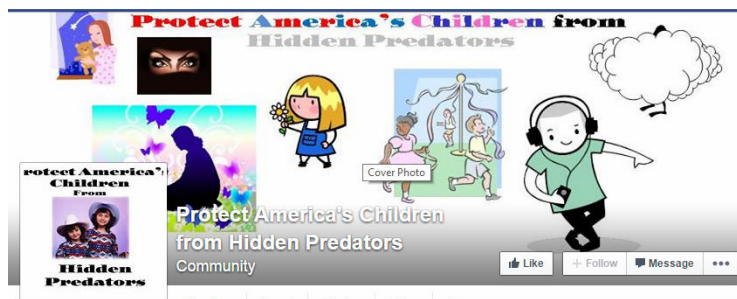 Protect America's Children from
Hidden Predators
Cover Photo
rotect America's
Children
From
Hidden
Predators
Protect America's Children
from Hidden Predators
Community
Like
+ Follow
Message